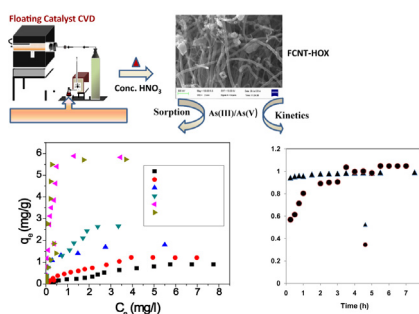 Floating Catalyst CVD
Conc. HNO3
FCNT-HOX
Sorption As(III)/As(V) Kinetics
6
5
4
3
2
1
0
qe (mg/g)
0 1 2 3 4 5 6 7 8
Ce (mg/l)
1
0.8
0.6
0.4
0.2
0
0 1 2 3 4 5 6 7
Time (h)